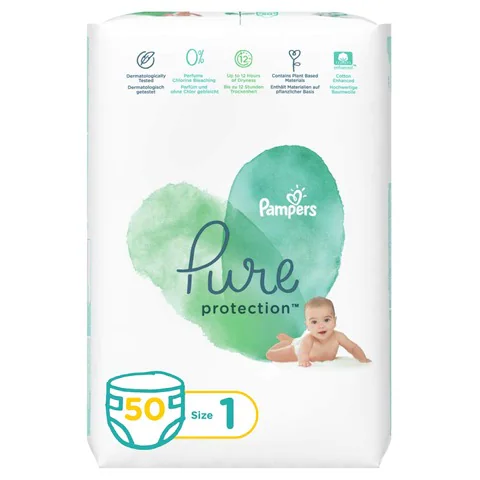 Dermatologically
Tested
Dermatologisch
getestet
0%
Perfume
Chlorine Bleaching
Parfüm und
ohne Chlor gebleicht
12
Up to 12 Hours
of Dryness
Bis zu 12 Stunden
Trockenheit
Contains Plant Based
Materials
Enthält Materialien auf
pflanzlicher Basis
Cotton
Enhanced
Hochwertige
Baumwolle
Pampers
Pure
protection™
50
Size 1